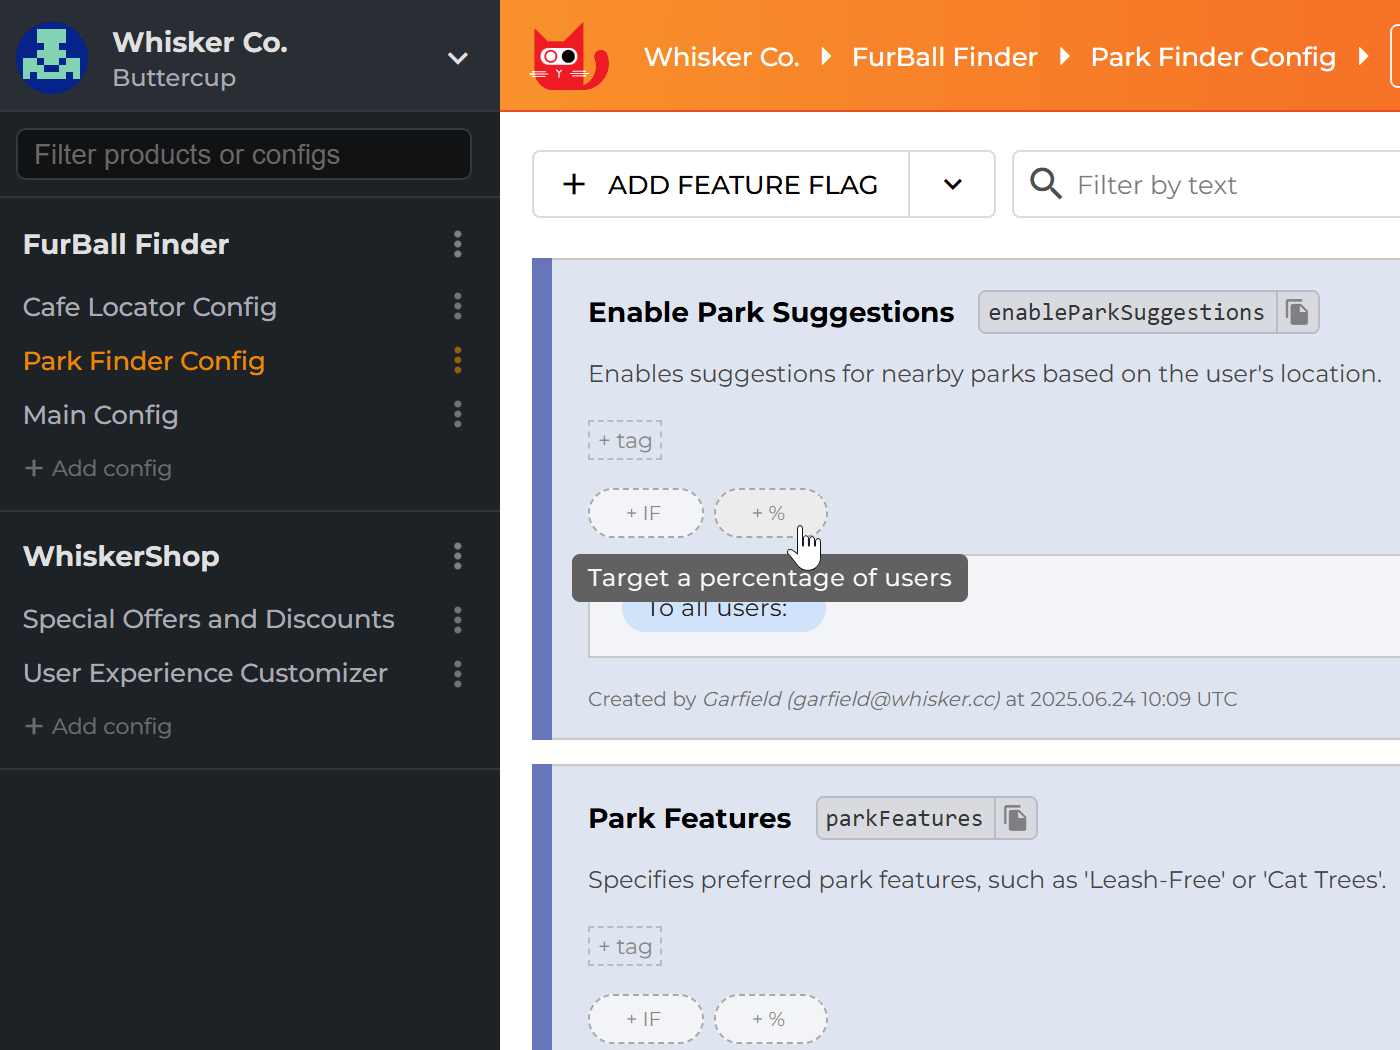 Whisker Co.
Buttercup
Filter products or configs
FurBall Finder
Cafe Locator Config
Park Finder Config
Main Config
+ Add config
WhiskerShop
Special Offers and Discounts
User Experience Customizer
+ Add config
Whisker Co. FurBall Finder Park Finder Config
+ ADD FEATURE FLAG
Filter by text
Enable Park Suggestions enableParkSuggestions
Enables suggestions for nearby parks based on the user's location.
+ tag
+ IF + %
Target a percentage of users
To all users:
Created by Garfield (garfield@whisker.cc) at 2025.06.24 10:09 UTC
Park Features parkFeatures
Specifies preferred park features, such as 'Leash-Free' or 'Cat Trees'.
+ tag
+ IF + %